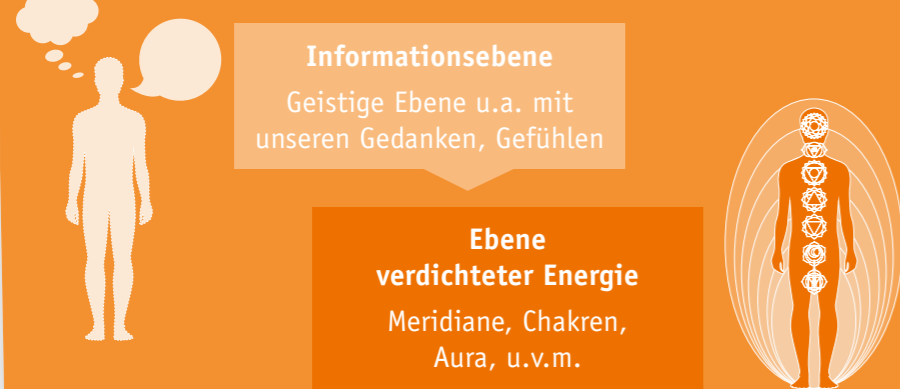 Informationsebene
Geistige Ebene u.a. mit
unseren Gedanken, Gefühlen
Ebene
verdichteter Energie
Meridiane, Chakren,
Aura, u.v.m.